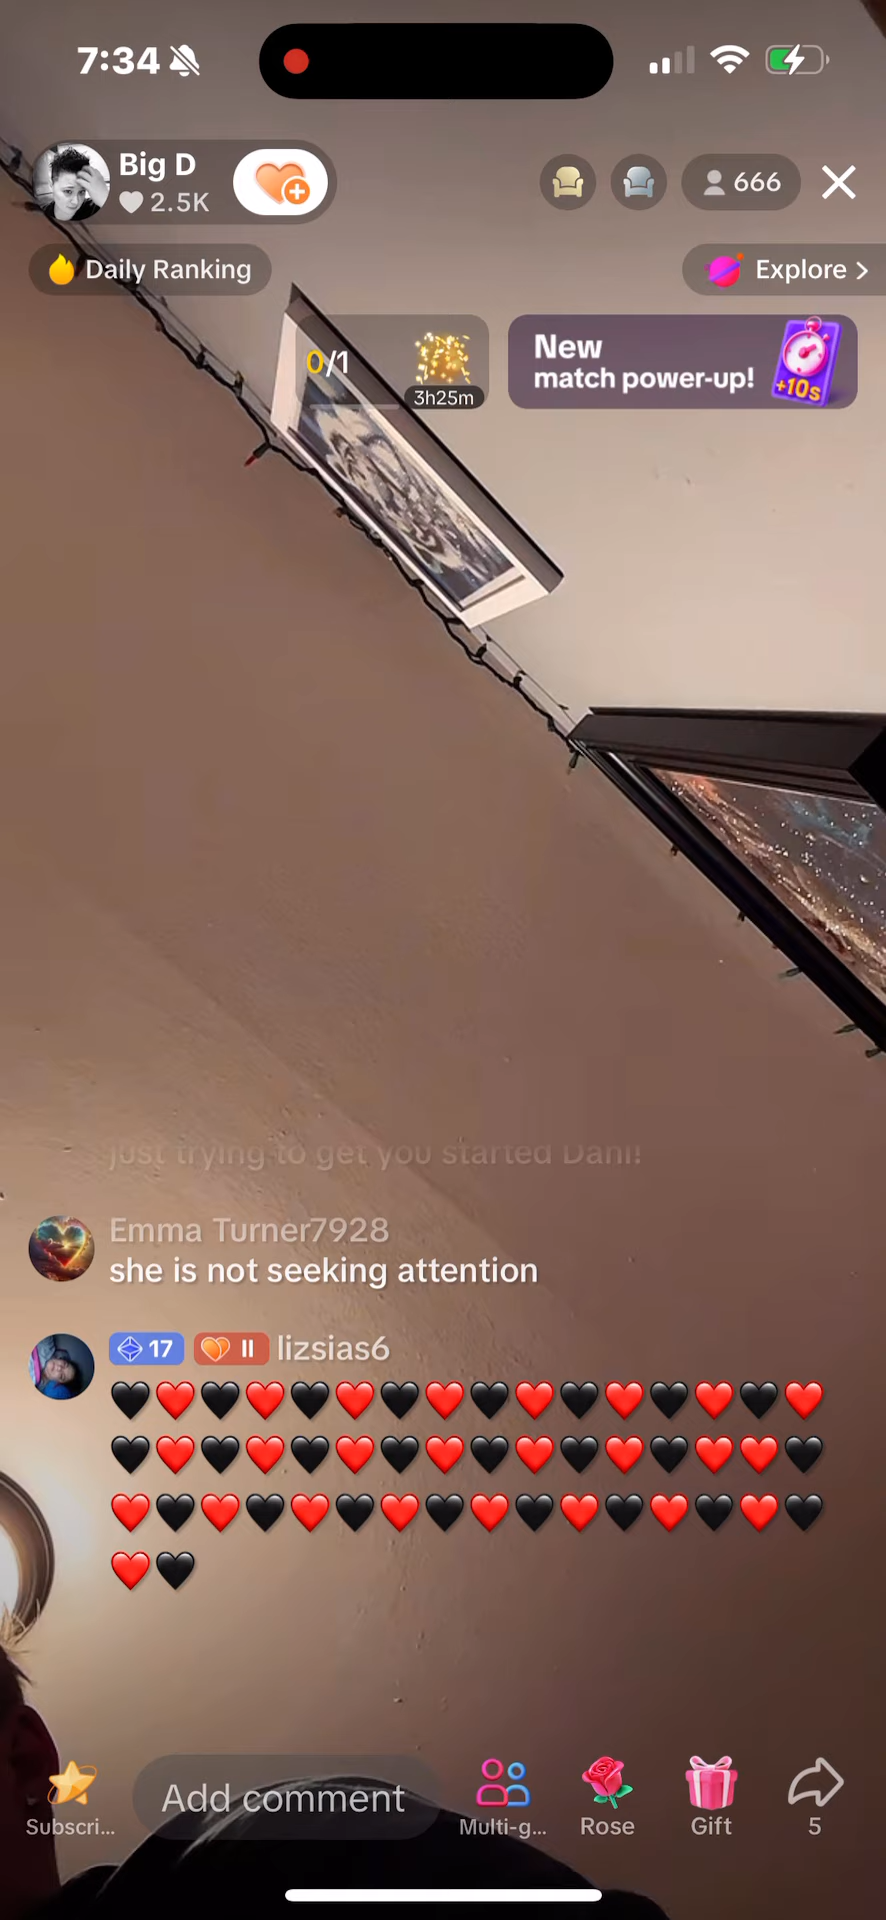 7:34
Big D
2.5K
666
Daily Ranking
Explore >
0/1
3h25m
New
match power-up!
+10s
just trying to get you started Dani!
Emma Turner7928
she is not seeking attention
17 II lizsias6
🖤❤️🖤❤️🖤❤️🖤❤️🖤❤️🖤❤️🖤❤️🖤❤️
🖤❤️🖤❤️🖤❤️🖤❤️🖤❤️🖤❤️🖤❤️❤️🖤
❤️🖤❤️🖤❤️🖤❤️🖤❤️🖤❤️🖤❤️🖤❤️🖤
❤️🖤
Add comment
Subscri...
Multi-g...
Rose
Gift
5